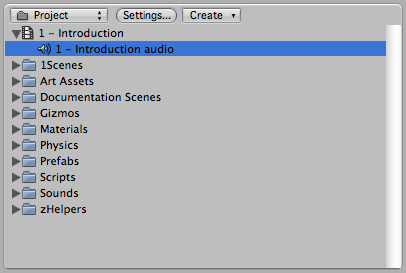 Project Settings... Create
1 – Introduction
1 – Introduction audio
1Scenes
Art Assets
Documentation Scenes
Gizmos
Materials
Physics
Prefabs
Scripts
Sounds
zHelpers